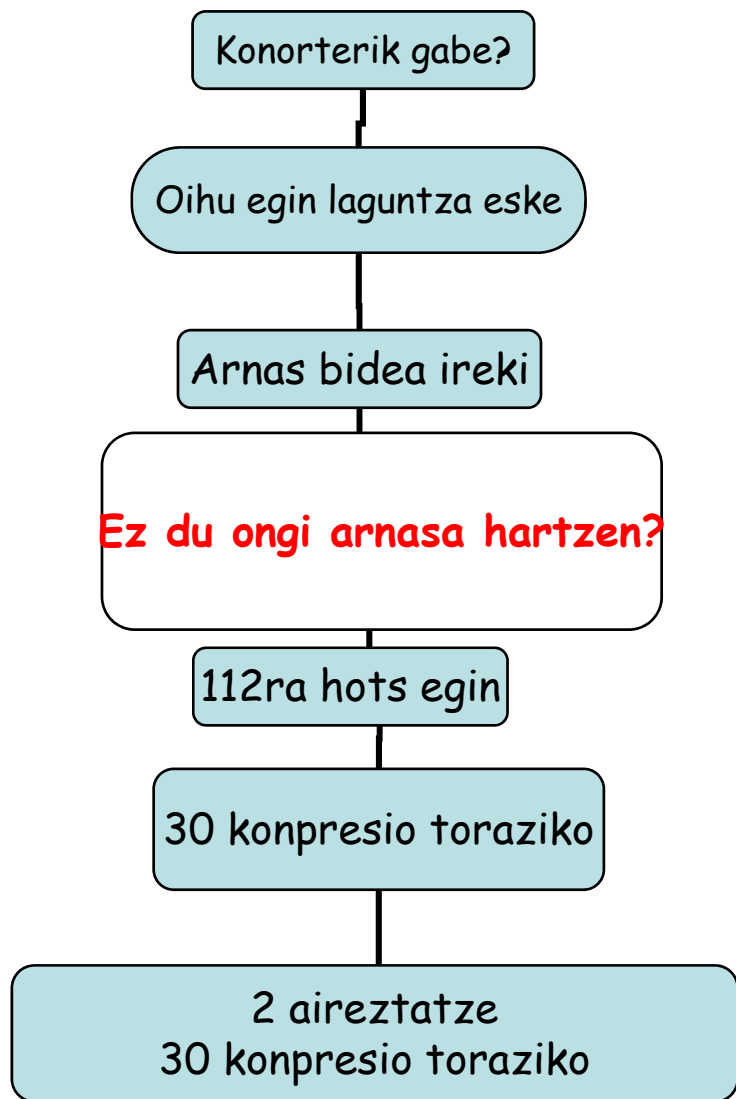 Konorterik gabe?
Oihu egin laguntza eske
Arnas bidea ireki
Ez du ongi arnasa hartzen?
112ra hots egin
30 konpresio toraziko
2 aireztatze
30 konpresio toraziko